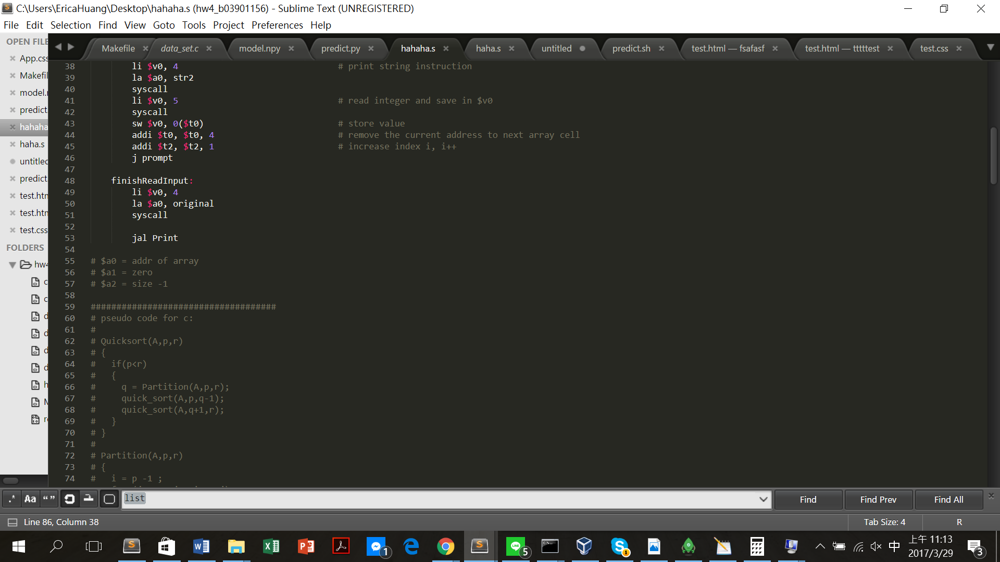 C:\Users\EricaHuang\Desktop\hahaha.s (hw4_b03901156) - Sublime Text (UNREGISTERED)
File Edit Selection Find View Goto Tools Project Preferences Help
OPEN FILE
App.css
Makefil
model.n
predict.
hahaha
haha.s
untitled
predict.
test.htm
test.htm
test.css
FOLDERS
hw4
c
c
d
d
d
d
h
M
re
Makefile
data_set.c
model.npy
predict.py
hahaha.s
haha.s
untitled
predict.sh
test.html — fsafasf
test.html — tttttest
test.css
38 li $v0, 4 # print string instruction
39 la $a0, str2
40 syscall
41 li $v0, 5 # read integer and save in $v0
42 syscall
43 sw $v0, 0($t0) # store value
44 addi $t0, $t0, 4 # remove the current address to next array cell
45 addi $t2, $t2, 1 # increase index i, i++
46 j prompt
47
48 finishReadInput:
49 li $v0, 4
50 la $a0, original
51 syscall
52
53 jal Print
54
55 # $a0 = addr of array
56 # $a1 = zero
57 # $a2 = size -1
58
59 ####################################
60 # pseudo code for c:
61 #
62 # Quicksort(A,p,r)
63 # {
64 # if(p<r)
65 # {
66 # q = Partition(A,p,r);
67 # quick_sort(A,p,q-1);
68 # quick_sort(A,q+1,r);
69 # }
70 # }
71 #
72 # Partition(A,p,r)
73 # {
74 # i = p -1 ;
.* Aa “ ” list Find Find Prev Find All
Line 86, Column 38 Tab Size: 4 R
1
5
1
中
上午 11:13
2017/3/29
3